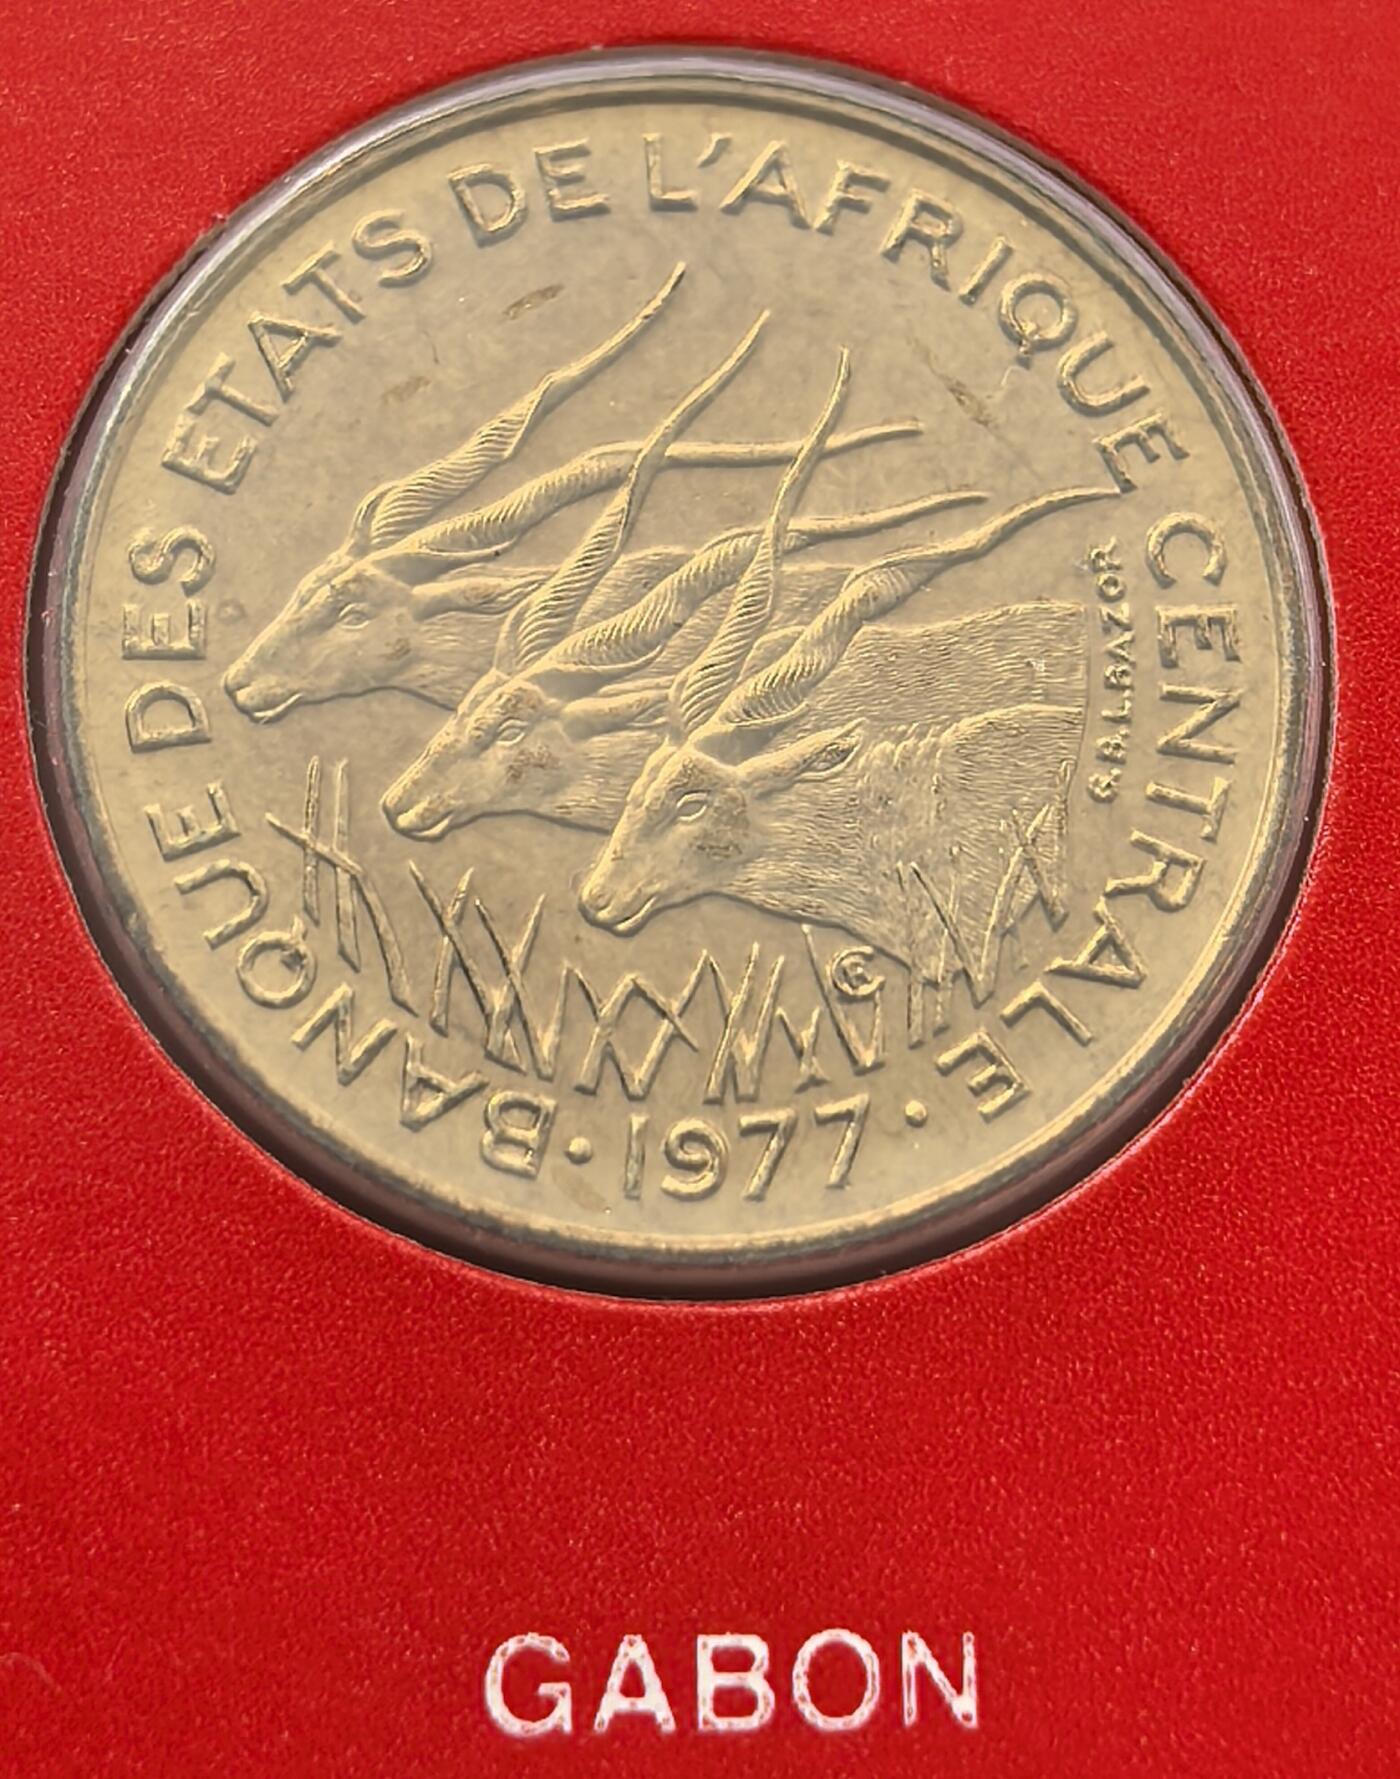 BANQUE DES ETATS DE L'AFRIQUE CENTRALE
G.B.L.BAZOR
• 1977 •
GABON